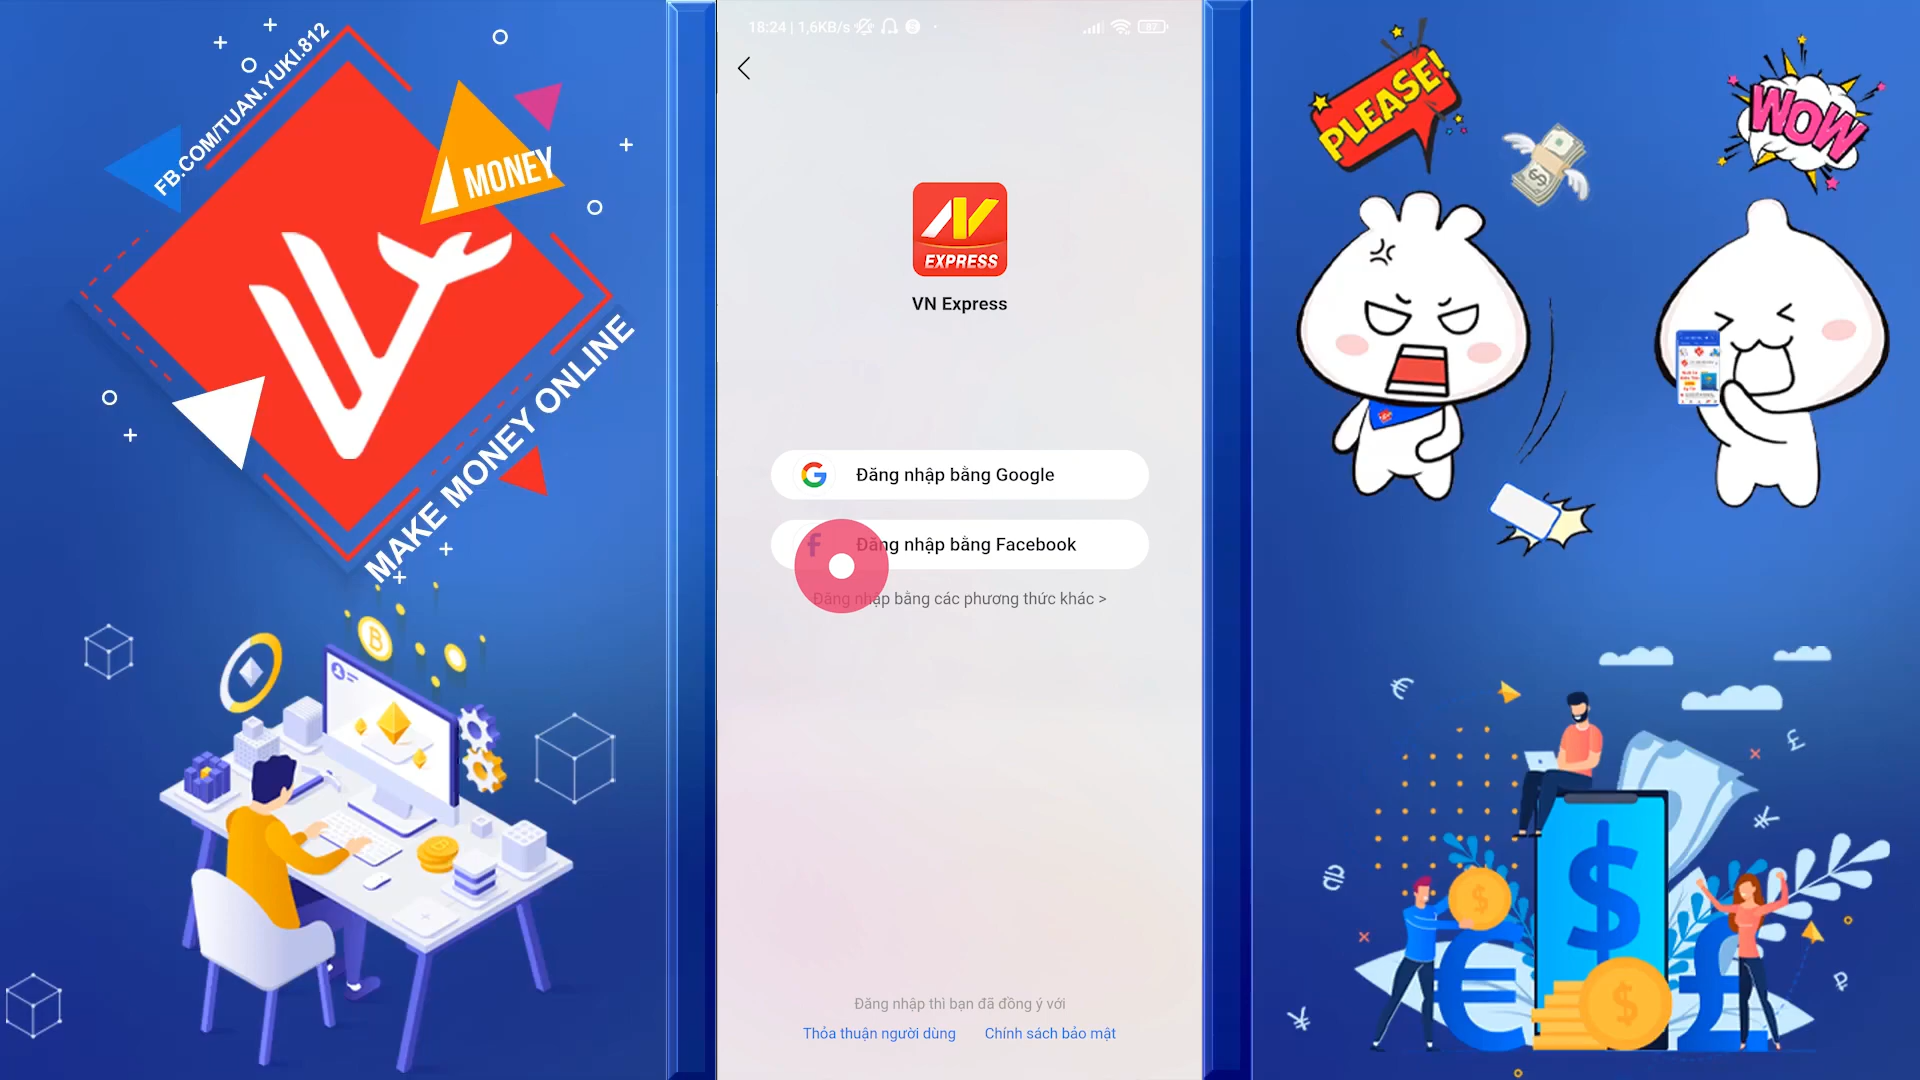 FB.COM/TUAN.YUKI.812
MONEY
MAKE MONEY ONLINE
18:24 | 1,6KB/s
87
EXPRESS
VN Express
Đăng nhập bằng Google
Đăng nhập bằng Facebook
Đăng nhập bằng các phương thức khác >
Đăng nhập thì bạn đã đồng ý với
Thỏa thuận người dùng
Chính sách bảo mật
PLEASE!
WOW